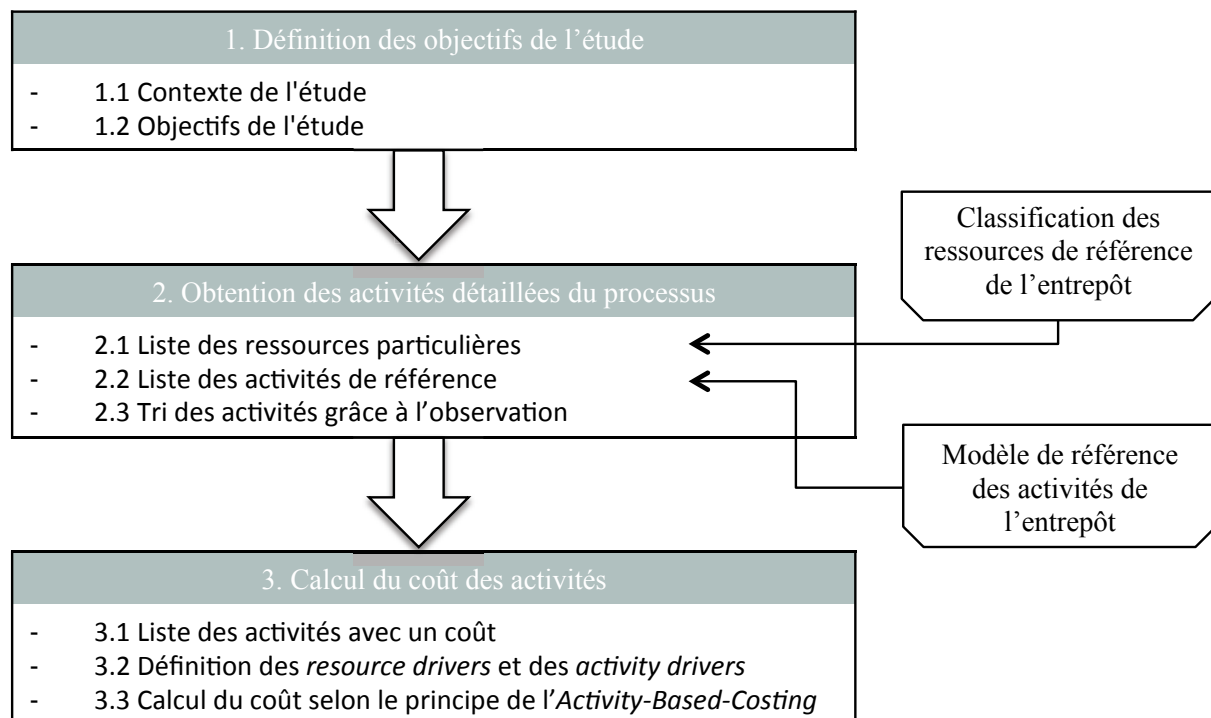 1. Définition des objectifs de l’étude
- 1.1 Contexte de l'étude
- 1.2 Objectifs de l'étude
Classification des
ressources de référence
de l’entrepôt
2. Obtention des activités détaillées du processus
- 2.1 Liste des ressources particulières
- 2.2 Liste des activités de référence
- 2.3 Tri des activités grâce à l’observation
Modèle de référence
des activités de
l’entrepôt
3. Calcul du coût des activités
- 3.1 Liste des activités avec un coût
- 3.2 Définition des resource drivers et des activity drivers
- 3.3 Calcul du coût selon le principe de l’Activity-Based-Costing